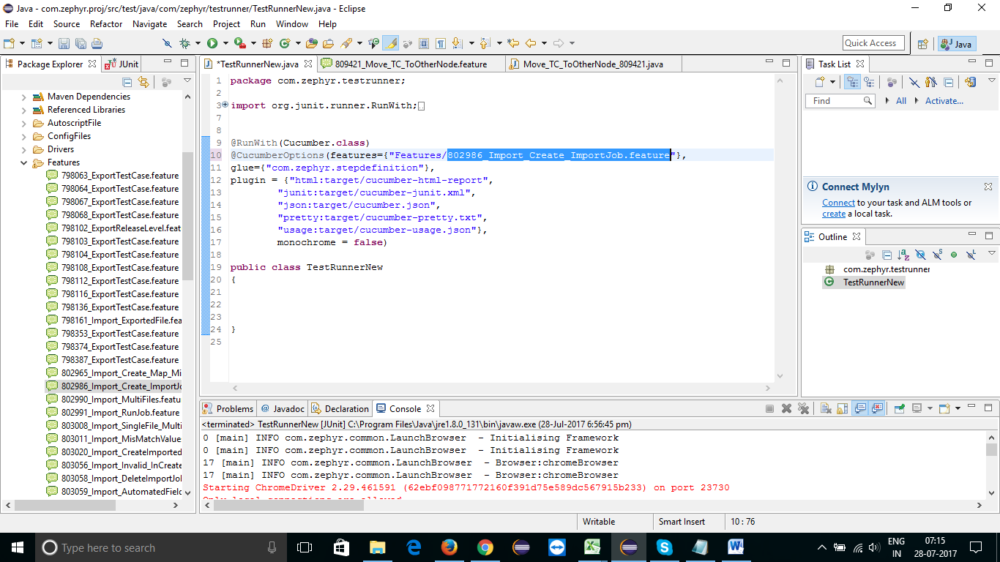 Java - com.zephyr.proj/src/test/java/com/zephyr/testrunner/TestRunnerNew.java - Eclipse
File Edit Source Refactor Navigate Search Project Run Window Help
Quick Access
Java
Package Explorer
JUnit
Maven Dependencies
Referenced Libraries
AutoscriptFile
ConfigFiles
Drivers
Features
798063_ExportTestCase.feature
798064_ExportTestCase.feature
798067_ExportTestCase.feature
798068_ExportTestCase.feature
798102_ExportReleaseLevel.feat
798103_ExportTestCase.feature
798104_ExportTestCase.feature
798108_ExportTestCase.feature
798112_ExportTestCase.feature
798116_ExportTestCase.feature
798136_ExportTestCase.feature
798161_Import_ExportedFile.fea
798353_ExportTestCase.feature
798374_ExportTestCase.feature
798387_ExportTestCase.feature
802965_Import_Create_Map_Mi
802986_Import_Create_ImportJo
802990_Import_MultiFiles.featu
802991_Import_RunJob.feature
803008_Import_SingleFile_Multi
803011_Import_MisMatchValue
803020_Import_CreateImported
803056_Import_Invalid_InCreate
803058_Import_DeleteImportJol
803059_Import_AutomatedField
*TestRunnerNew.java
809421_Move_TC_ToOtherNode.feature
Move_TC_ToOtherNode_809421.java
1 package com.zephyr.testrunner;
2
3 import org.junit.runner.RunWith;
7
8
9 @RunWith(Cucumber.class)
10 @CucumberOptions(features={"Features/802986_Import_Create_ImportJob.feature"},
11 glue={"com.zephyr.stepdefinition"},
12 plugin = {"html:target/cucumber-html-report",
13 "junit:target/cucumber-junit.xml",
14 "json:target/cucumber.json",
15 "pretty:target/cucumber-pretty.txt",
16 "usage:target/cucumber-usage.json"},
17 monochrome = false)
18
19 public class TestRunnerNew
20 {
21
22
23
24 }
25
Task List
Find
All
Activate...
Connect Mylyn
Connect to your task and ALM tools or
create a local task.
Outline
com.zephyr.testrunner
TestRunnerNew
Problems
Javadoc
Declaration
Console
<terminated> TestRunnerNew [JUnit] C:\Program Files\Java\jre1.8.0_131\bin\javaw.exe (28-Jul-2017 6:56:45 pm)
0 [main] INFO com.zephyr.common.LaunchBrowser - Initialising Framework
0 [main] INFO com.zephyr.common.LaunchBrowser - Initialising Framework
17 [main] INFO com.zephyr.common.LaunchBrowser - Browser:chromeBrowser
17 [main] INFO com.zephyr.common.LaunchBrowser - Browser:chromeBrowser
Starting ChromeDriver 2.29.461591 (62ebf098771772160f391d75e589dc567915b233) on port 23730
Only local connections are allowed
Writable
Smart Insert
10 : 76
Type here to search
ENG
IN
07:15
28-07-2017